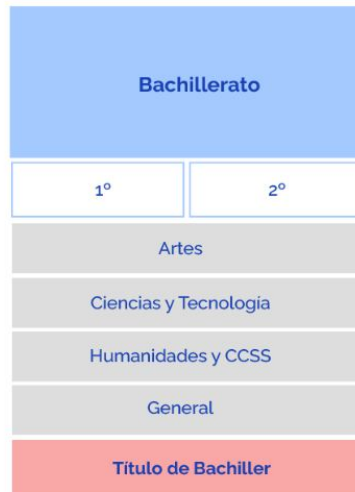 Bachillerato
1º
2º
Artes
Ciencias y Tecnología
Humanidades y CCSS
General
Título de Bachiller